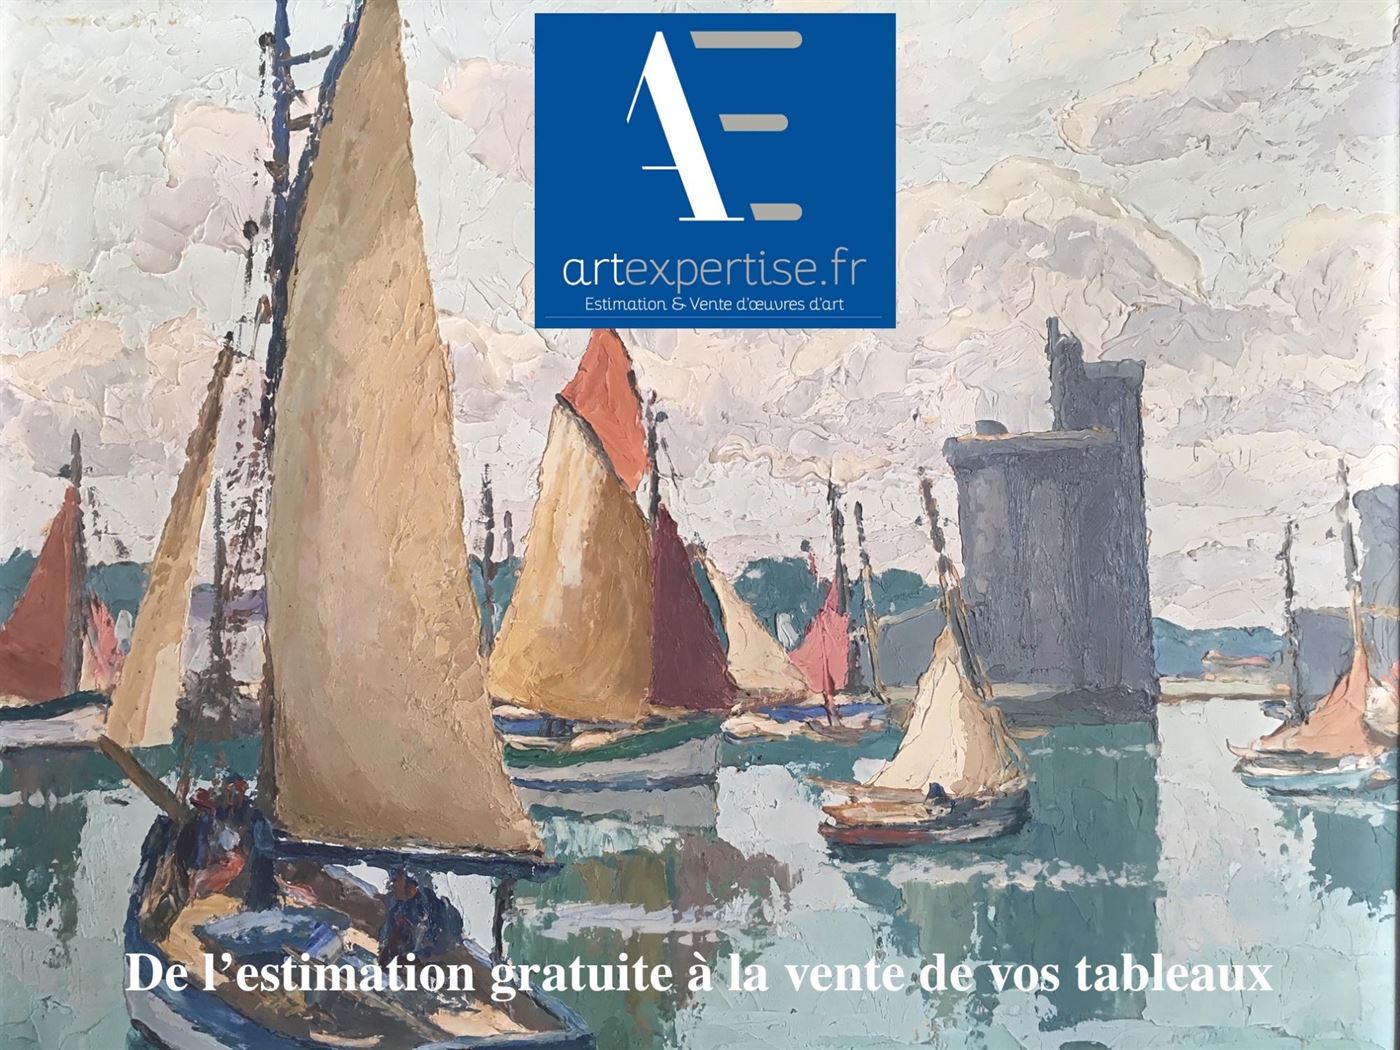 AE
artexpertise.fr
Estimation & Vente d'œuvres d'art
De l’estimation gratuite à la vente de vos tableaux